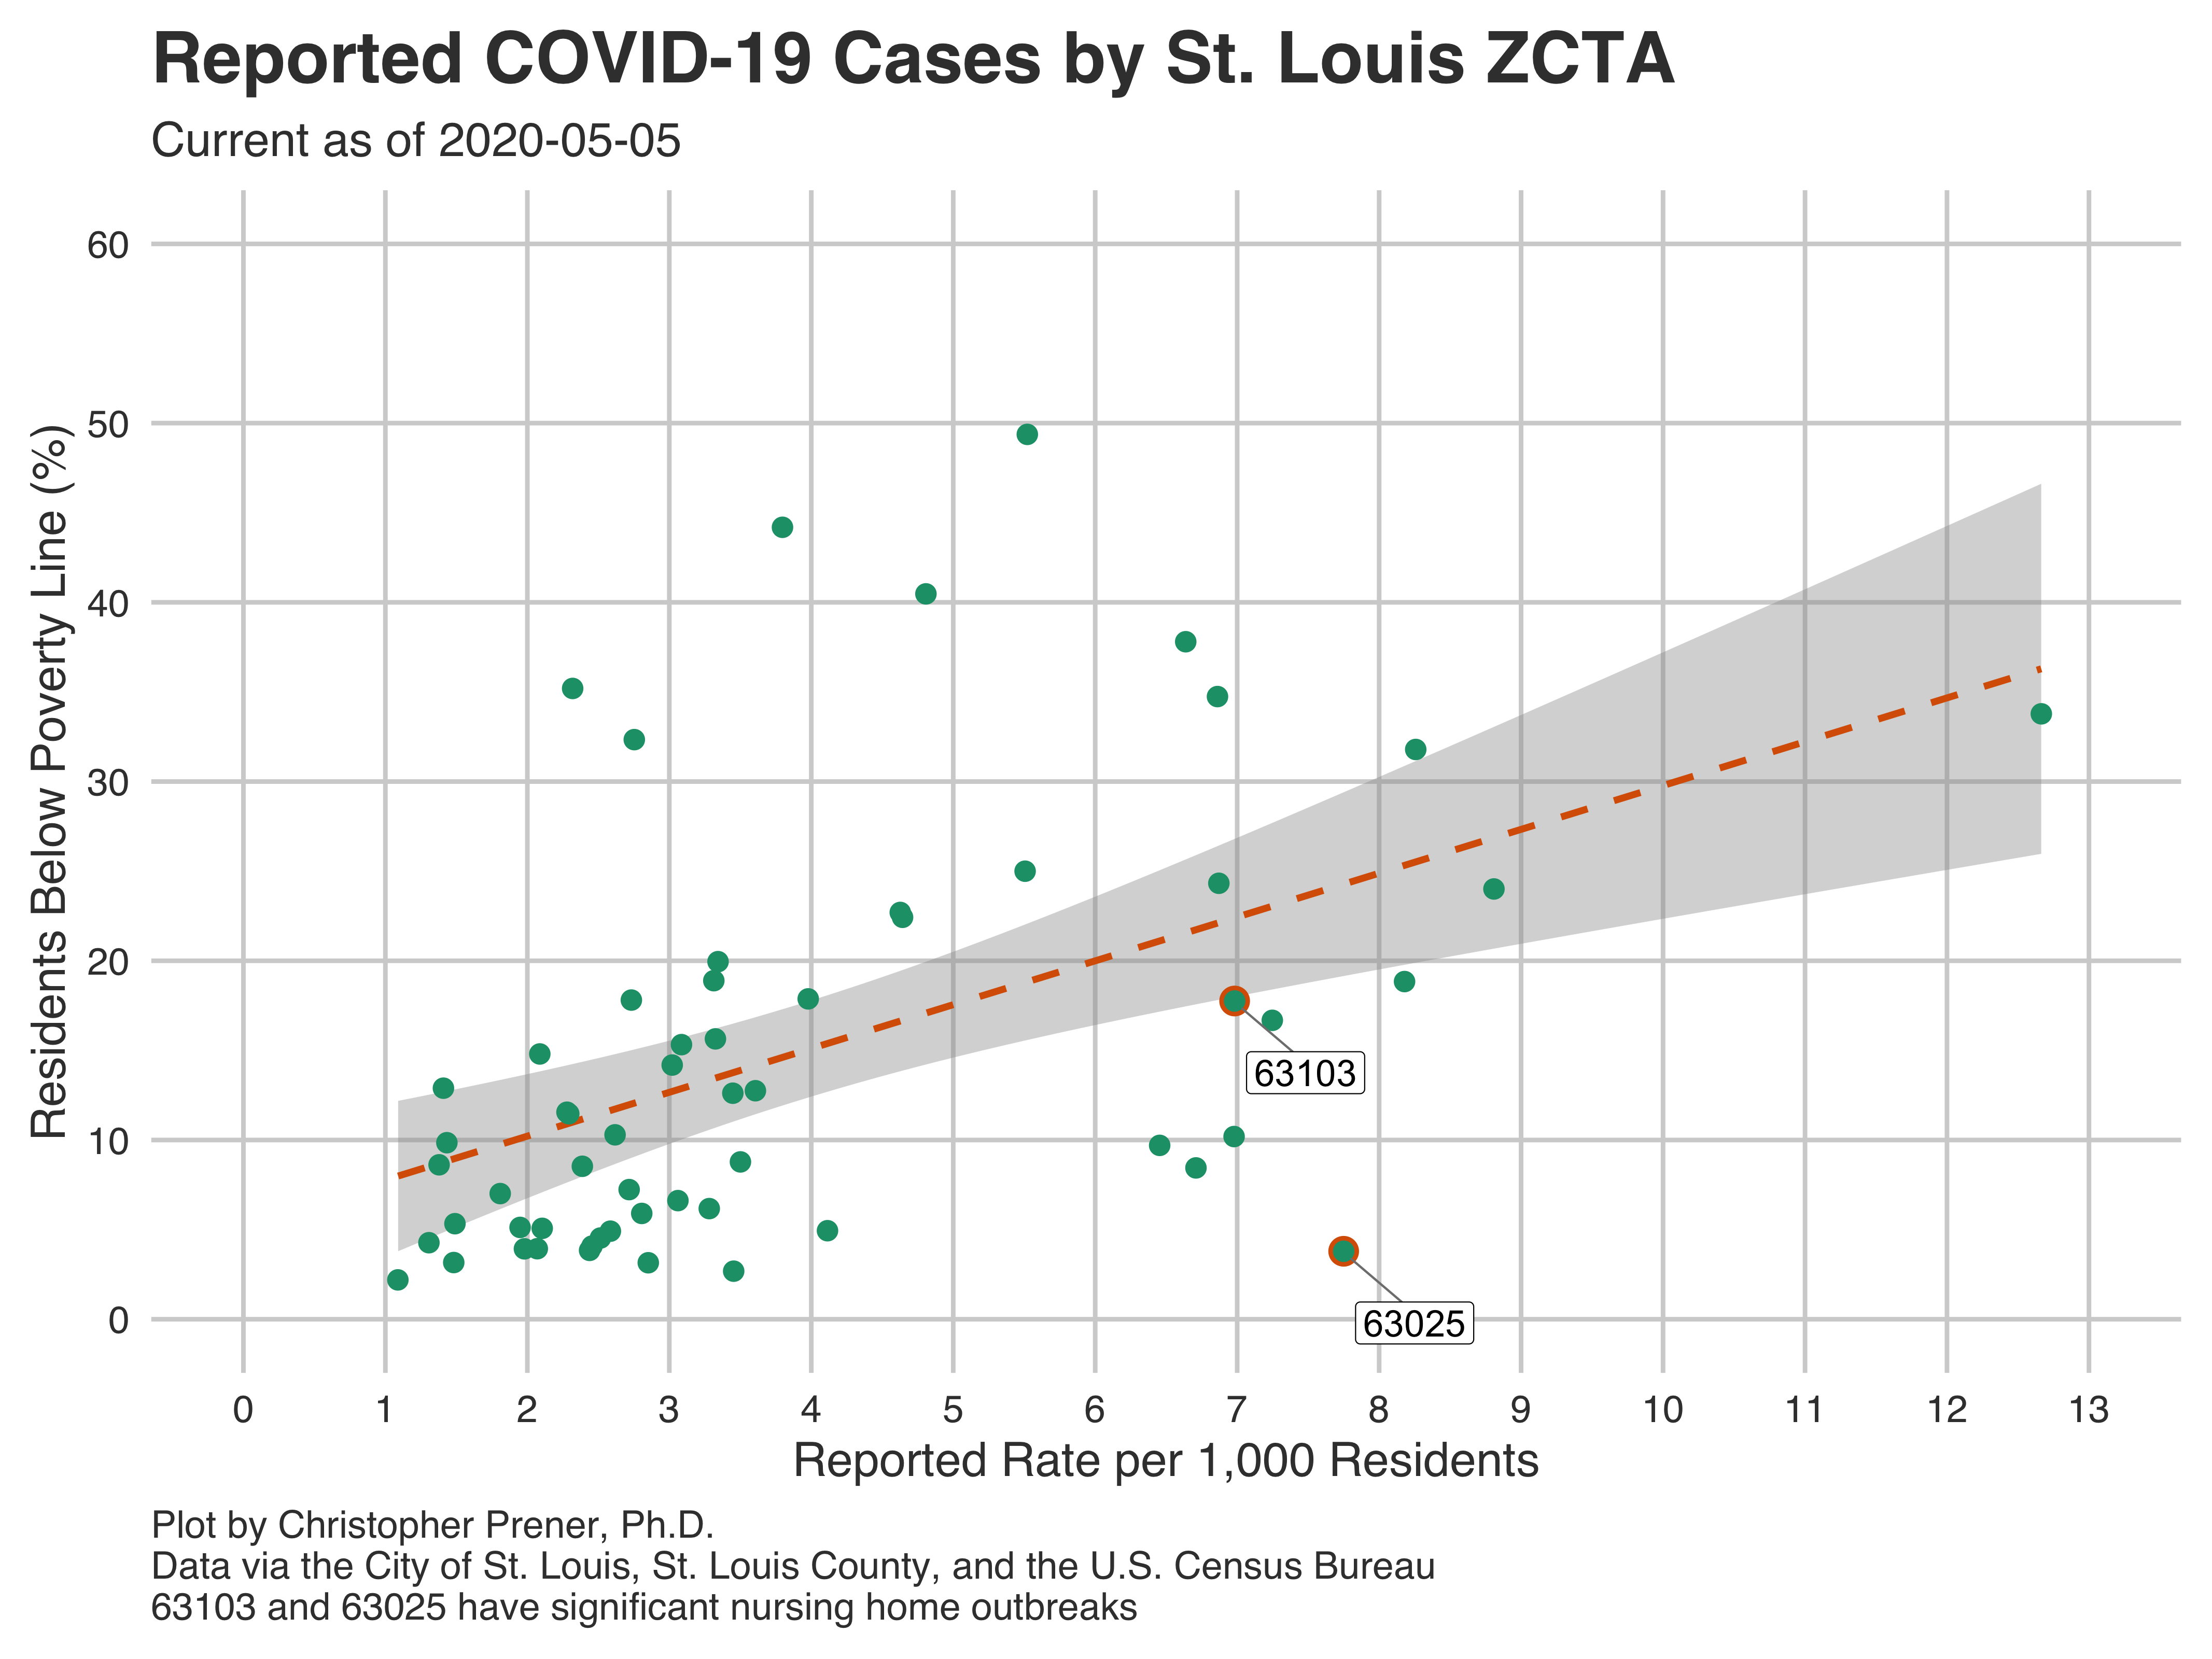 Reported COVID-19 Cases by St. Louis ZCTA
Current as of 2020-05-05
Residents Below Poverty Line (%)
60
50
40
30
20
10
0
63103
63025
0 1 2 3 4 5 6 7 8 9 10 11 12 13
Reported Rate per 1,000 Residents
Plot by Christopher Prener, Ph.D.
Data via the City of St. Louis, St. Louis County, and the U.S. Census Bureau
63103 and 63025 have significant nursing home outbreaks